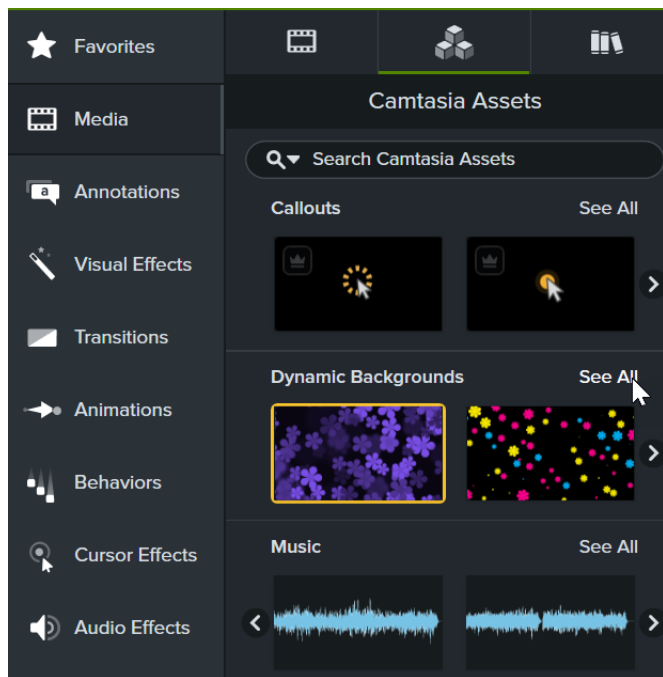 Favorites
Media
a
Annotations
Visual Effects
Transitions
Animations
Behaviors
Cursor Effects
Audio Effects
Camtasia Assets
Search Camtasia Assets
Callouts See All
Dynamic Backgrounds See All
Music See All